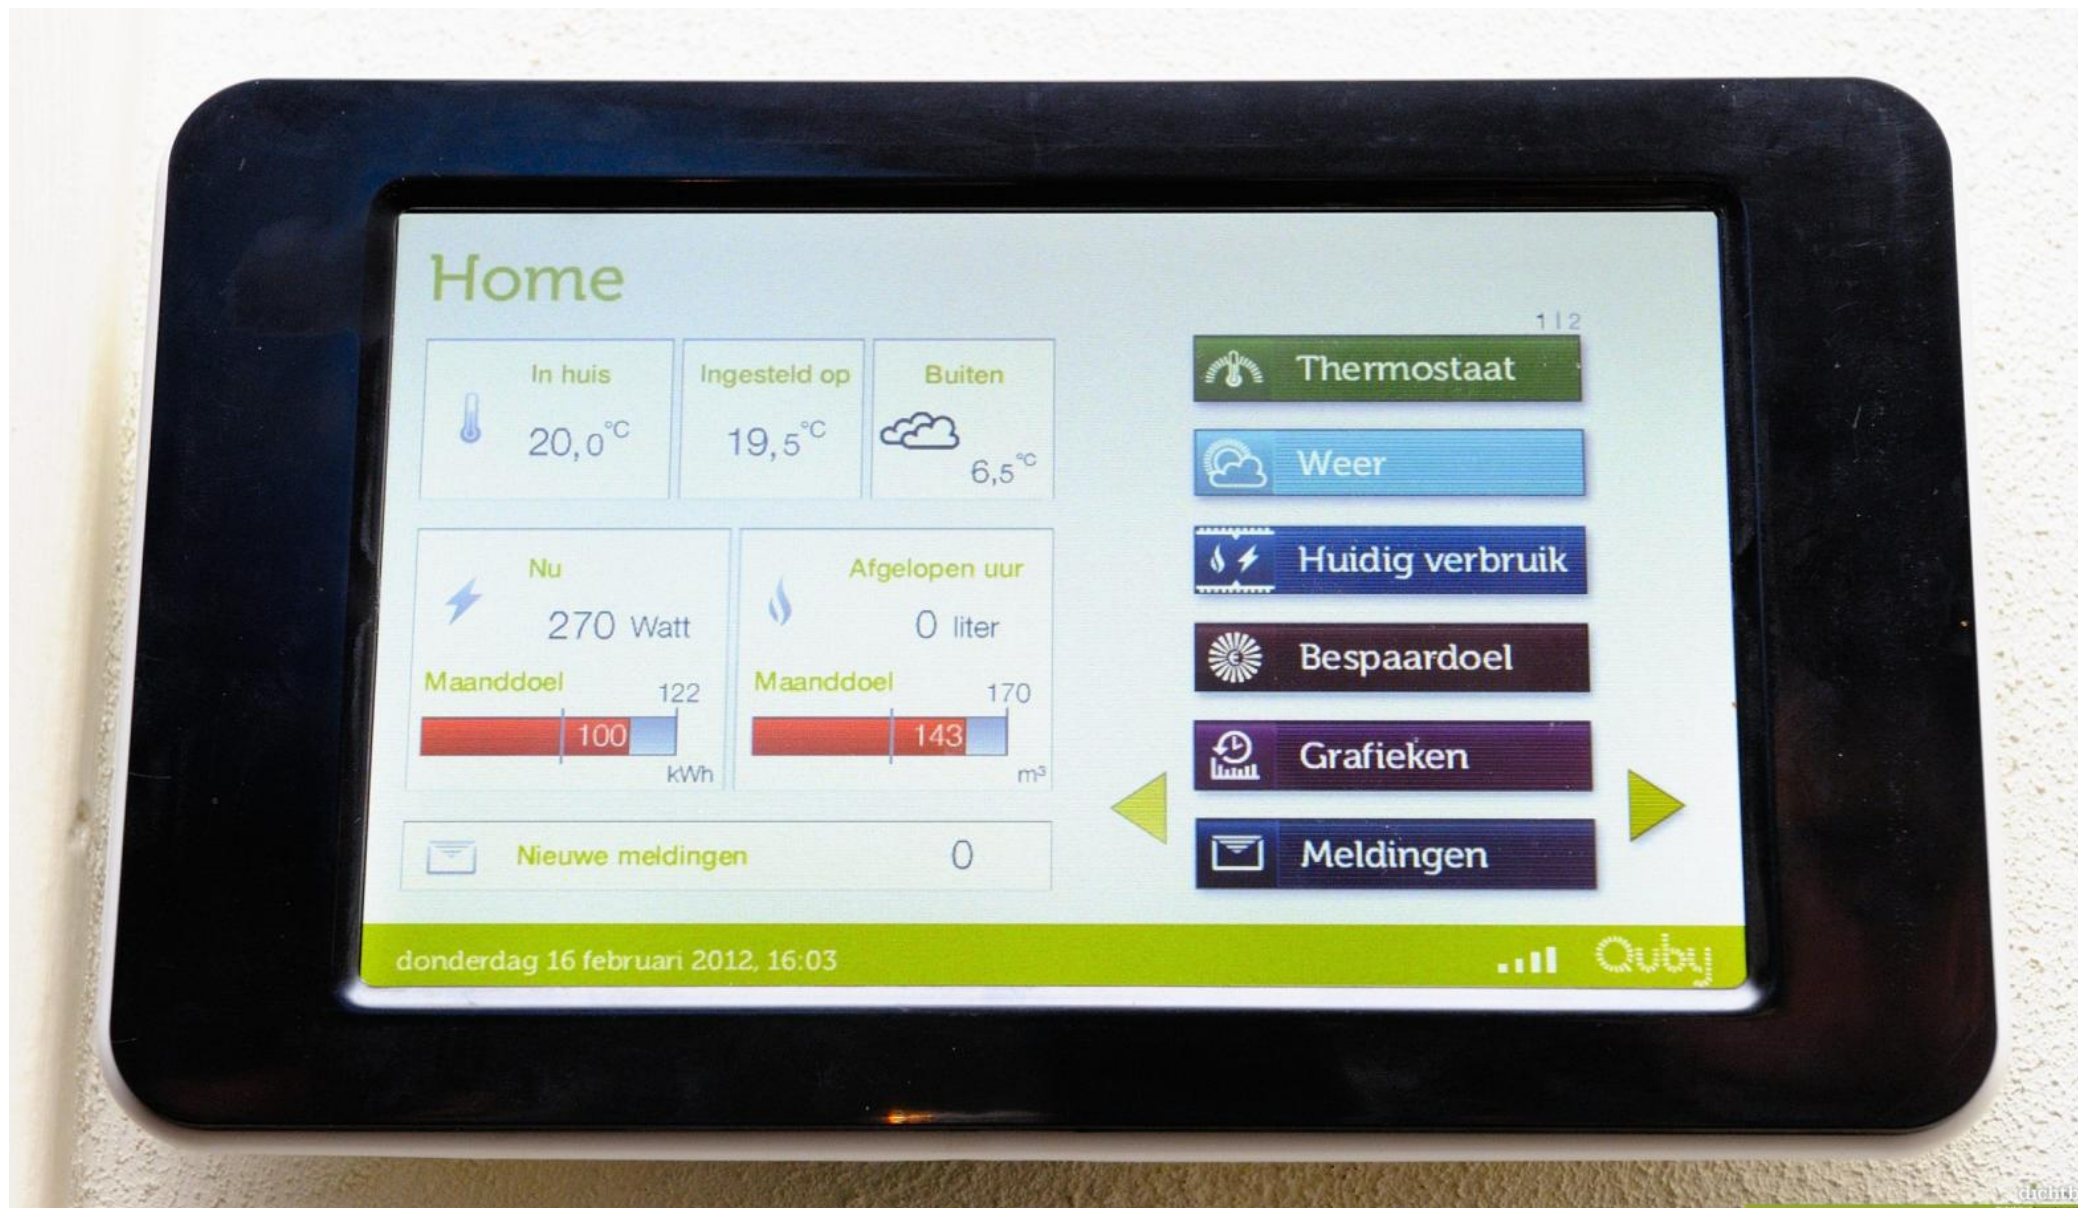 Home
In huis
20,0°C
Ingesteld op
19,5°C
Buiten
6,5°C
Nu
270 Watt
Maanddoel
122
100
kWh
Afgelopen uur
0 liter
Maanddoel
170
143
m³
Nieuwe meldingen 0
1 | 2
Thermostaat
Weer
Huidig verbruik
€ Bespaardoel
Grafieken
Meldingen
donderdag 16 februari 2012, 16:03
Quby